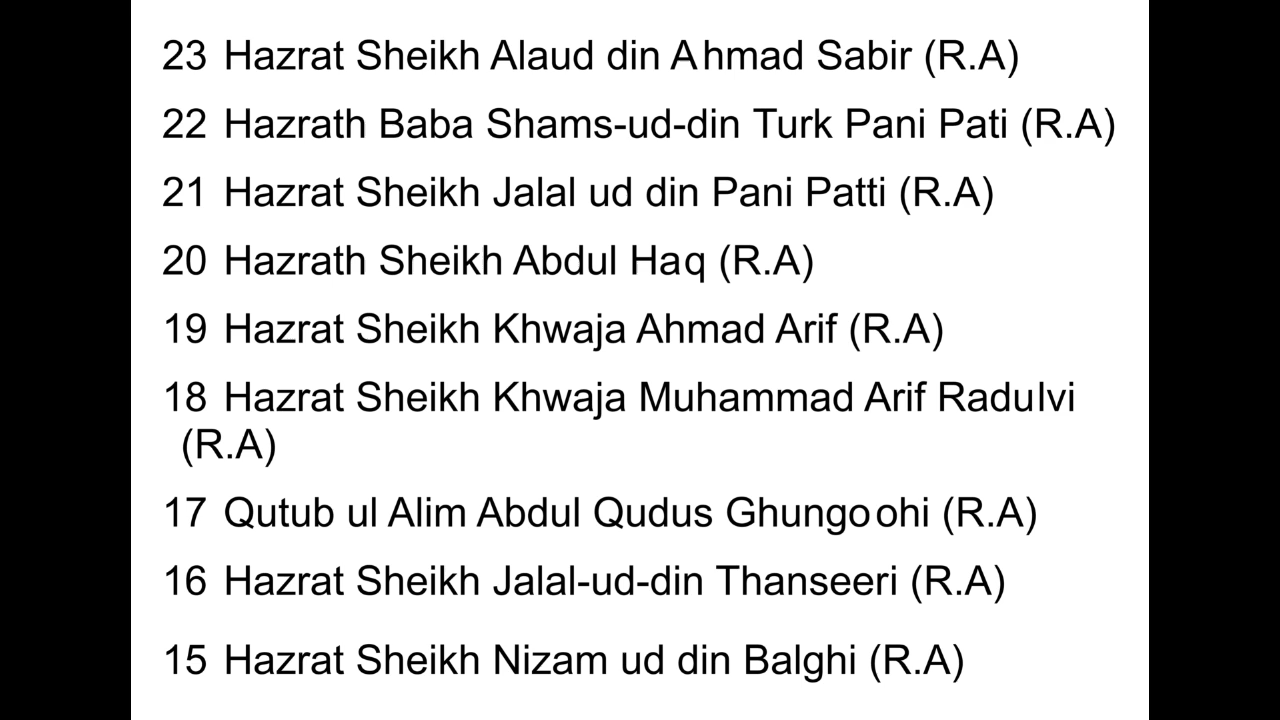 23 Hazrat Sheikh Alaud din Ahmad Sabir (R.A)
22 Hazrath Baba Shams-ud-din Turk Pani Pati (R.A)
21 Hazrat Sheikh Jalal ud din Pani Patti (R.A)
20 Hazrath Sheikh Abdul Haq (R.A)
19 Hazrat Sheikh Khwaja Ahmad Arif (R.A)
18 Hazrat Sheikh Khwaja Muhammad Arif Radulvi
(R.A)
17 Qutub ul Alim Abdul Qudus Ghungoohi (R.A)
16 Hazrat Sheikh Jalal-ud-din Thanseeri (R.A)
15 Hazrat Sheikh Nizam ud din Balghi (R.A)